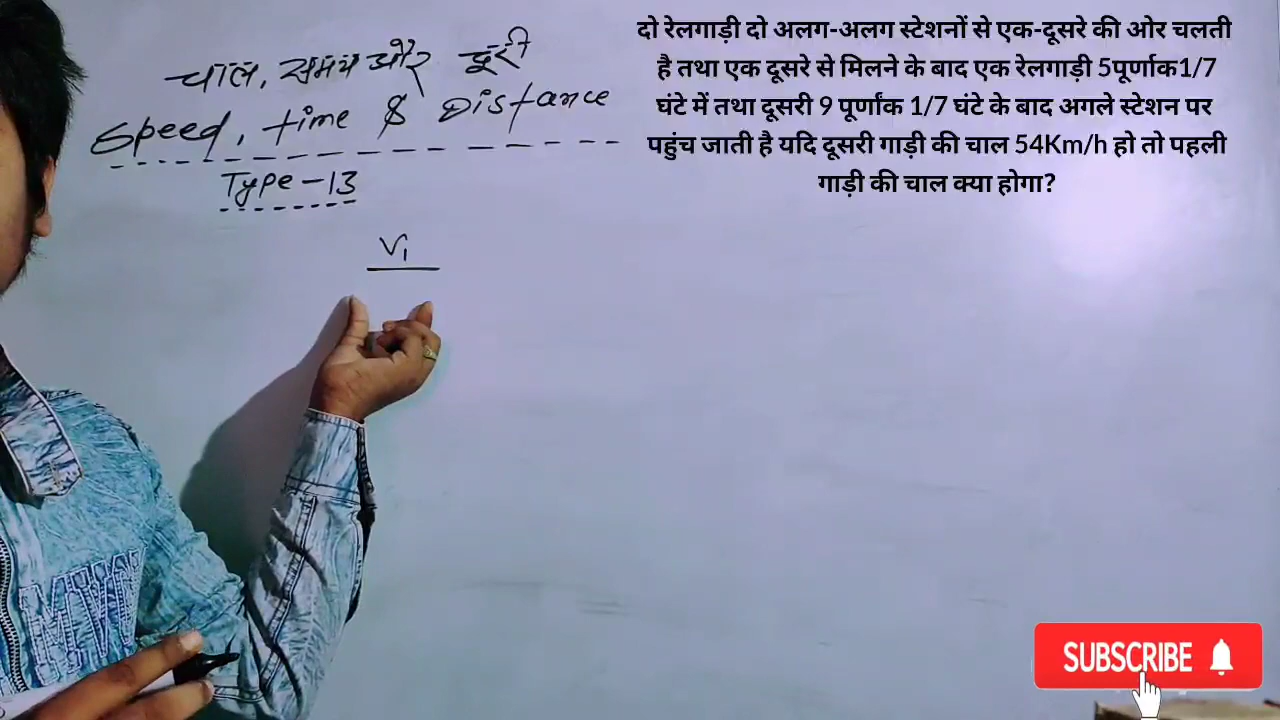 चाल, समय और दूरी
Speed, time & Distance
Type-13
V1
दो रेलगाड़ी दो अलग-अलग स्टेशनों से एक-दूसरे की ओर चलती
है तथा एक दूसरे से मिलने के बाद एक रेलगाड़ी 5पूर्णाक1/7
घंटे में तथा दूसरी 9 पूर्णांक 1/7 घंटे के बाद अगले स्टेशन पर
पहुंच जाती है यदि दूसरी गाड़ी की चाल 54Km/h हो तो पहली
गाड़ी की चाल क्या होगा?
SUBSCRIBE